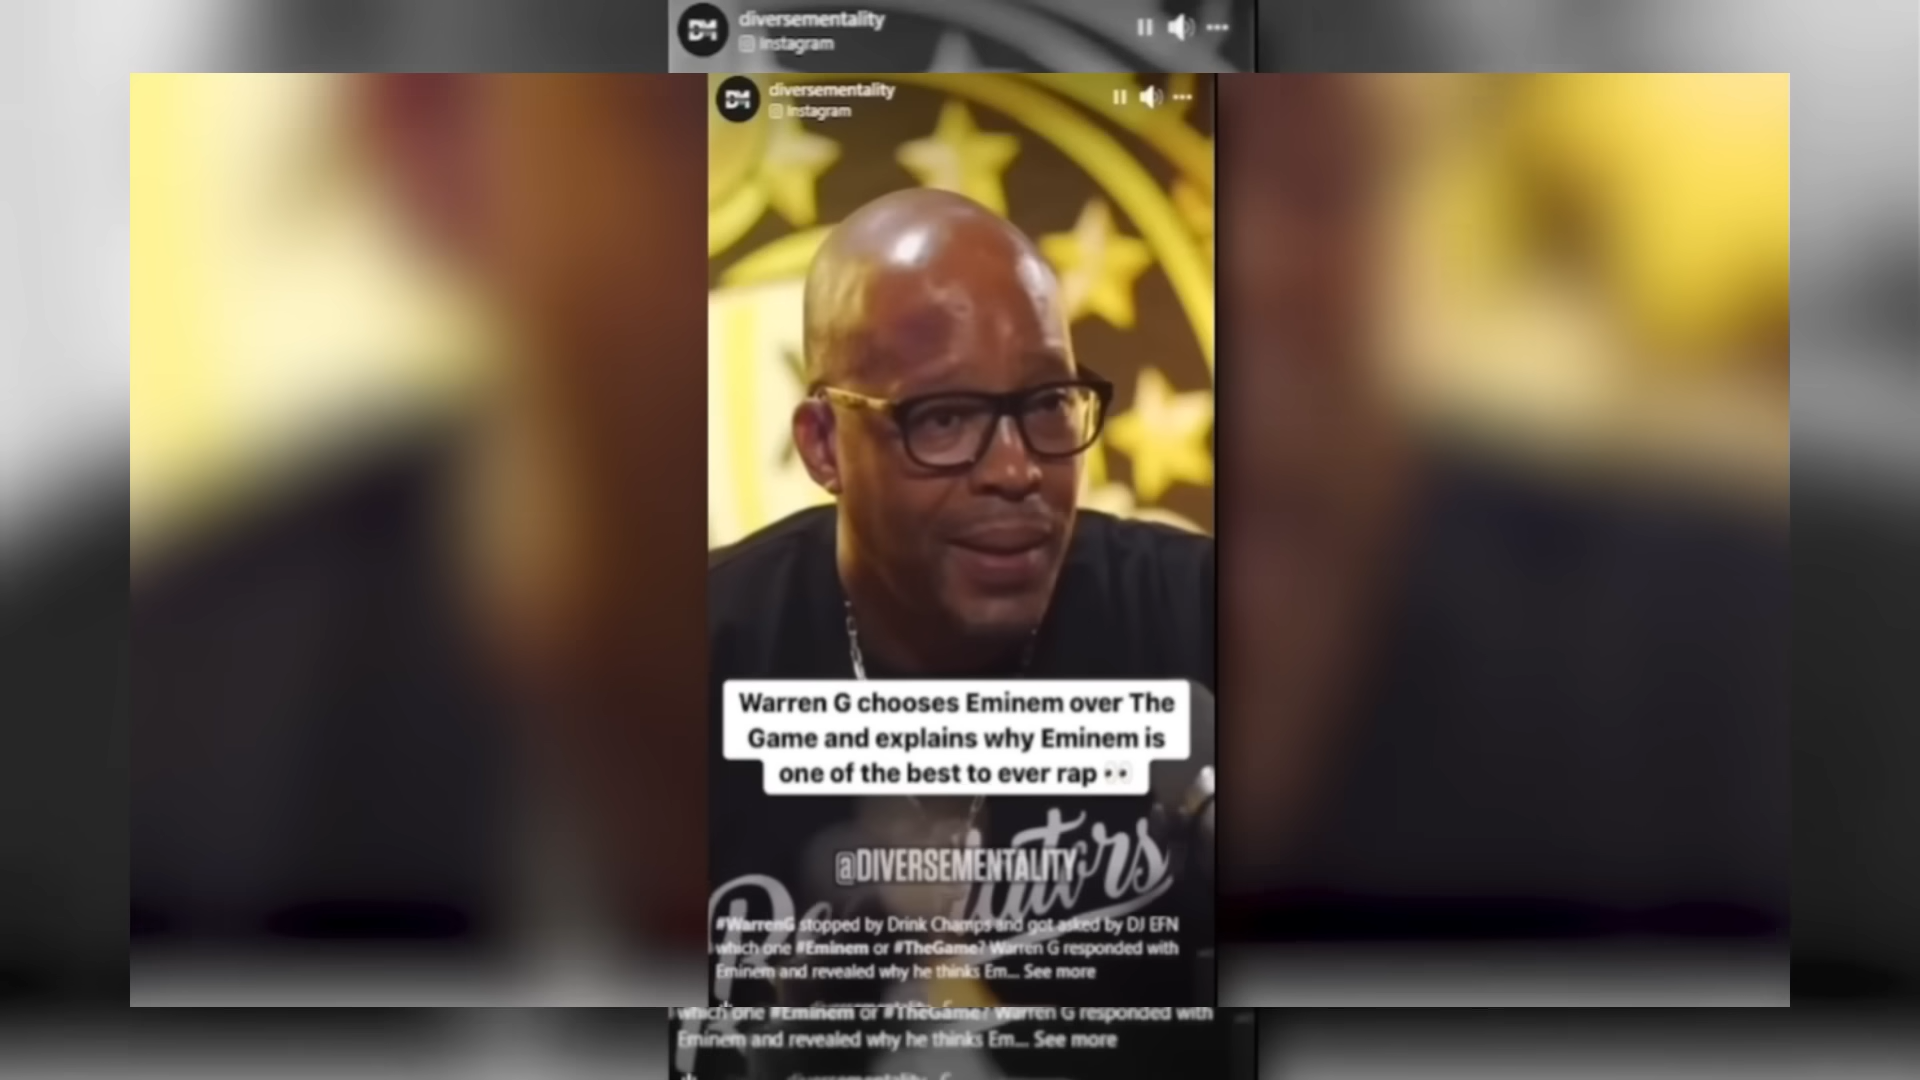 diversementality
Instagram
diversementality
Instagram
Warren G chooses Eminem over The
Game and explains why Eminem is
one of the best to ever rap 👀
@DIVERSEMENTALITY
#WarrenG stopped by Drink Champs and got asked by DJ EFN
which one #Eminem or #TheGame? Warren G responded with
Eminem and revealed why he thinks Em... See more
which one #Eminem or #TheGame? Warren G responded with
Eminem and revealed why he thinks Em... See more